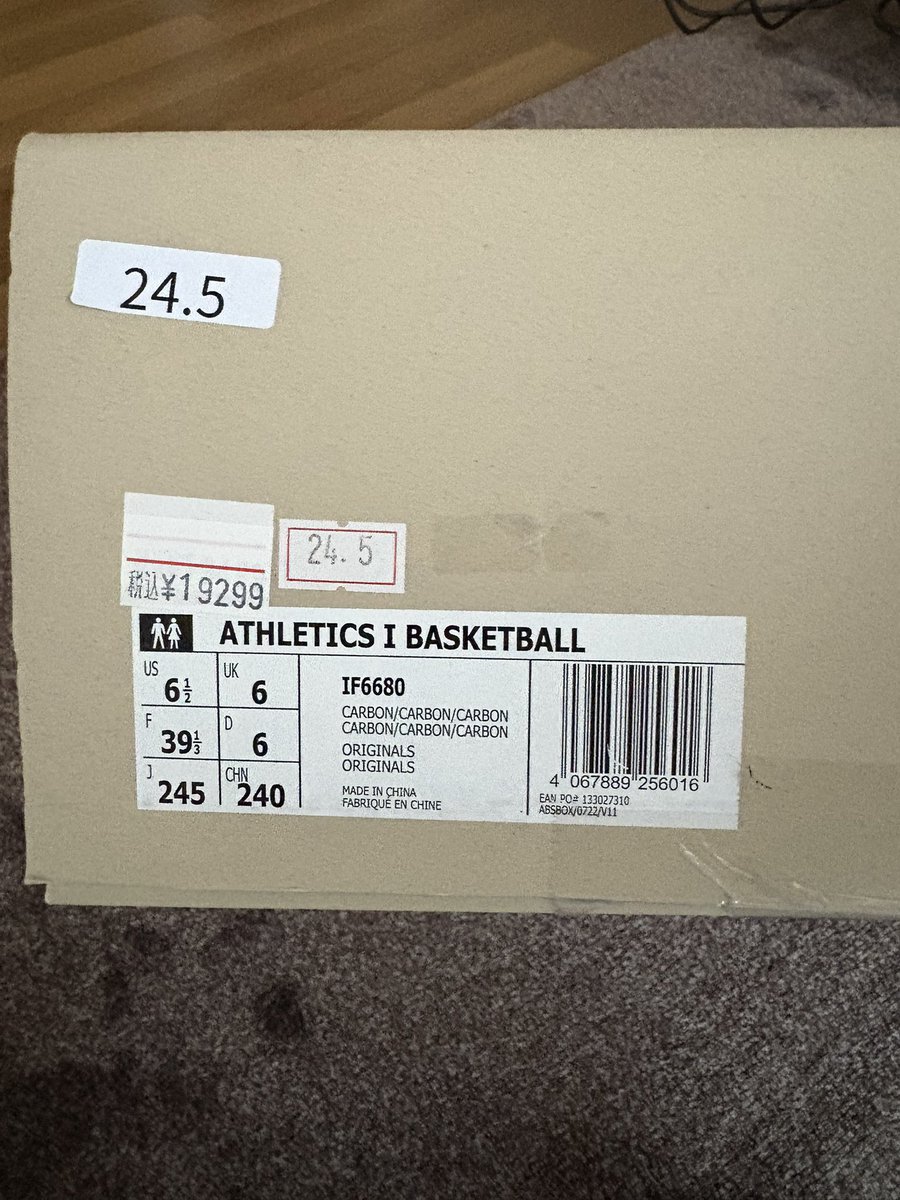 24.5
税込¥19299
24.5
ATHLETICS I BASKETBALL
US 6½
UK 6
F 39⅓
D 6
J 245
CHN 240
IF6680
CARBON/CARBON/CARBON
CARBON/CARBON/CARBON
ORIGINALS
ORIGINALS
MADE IN CHINA
FABRIQUÉ EN CHINE
4 067889 256016
EAN PO# 133027310
ABSBOX/0722/V11